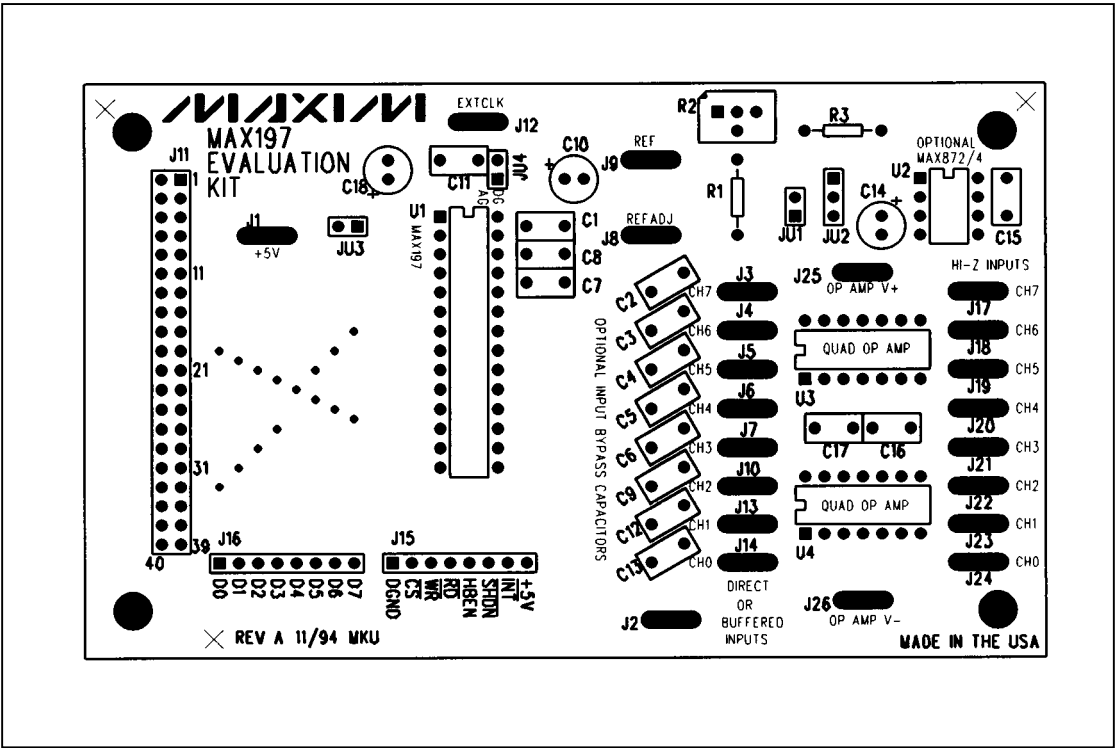 MAXIM
MAX197
EVALUATION
KIT
EXTCLK
J12
J11
1
11
21
31
39
40
J1
+5V
JU3
C18
C11
JU4
DG
AG
U1
MAX197
C10
C1
C8
C7
REF
J9
REFADJ
J8
R2
R3
R1
JU1
JU2
C14
OPTIONAL
MAX872/4
U2
C15
J25
OP AMP V+
HI-Z INPUTS
C2
CH7
J3
C3
CH6
J4
C4
CH5
J5
C5
CH4
J6
C6
CH3
J7
C9
CH2
J10
C12
CH1
J13
C13
CH0
J14
OPTIONAL INPUT BYPASS CAPACITORS
QUAD OP AMP
U3
C17
C16
QUAD OP AMP
U4
CH7
J17
CH6
J18
CH5
J19
CH4
J20
CH3
J21
CH2
J22
CH1
J23
CH0
J24
J16
D0
D1
D2
D3
D4
D5
D6
D7
J15
DGND
CS
WR
RD
HBEN
SHDN
INT
+5V
DIRECT
OR
BUFFERED
INPUTS
J2
J26
OP AMP V-
REV A 11/94 MKU
MADE IN THE USA